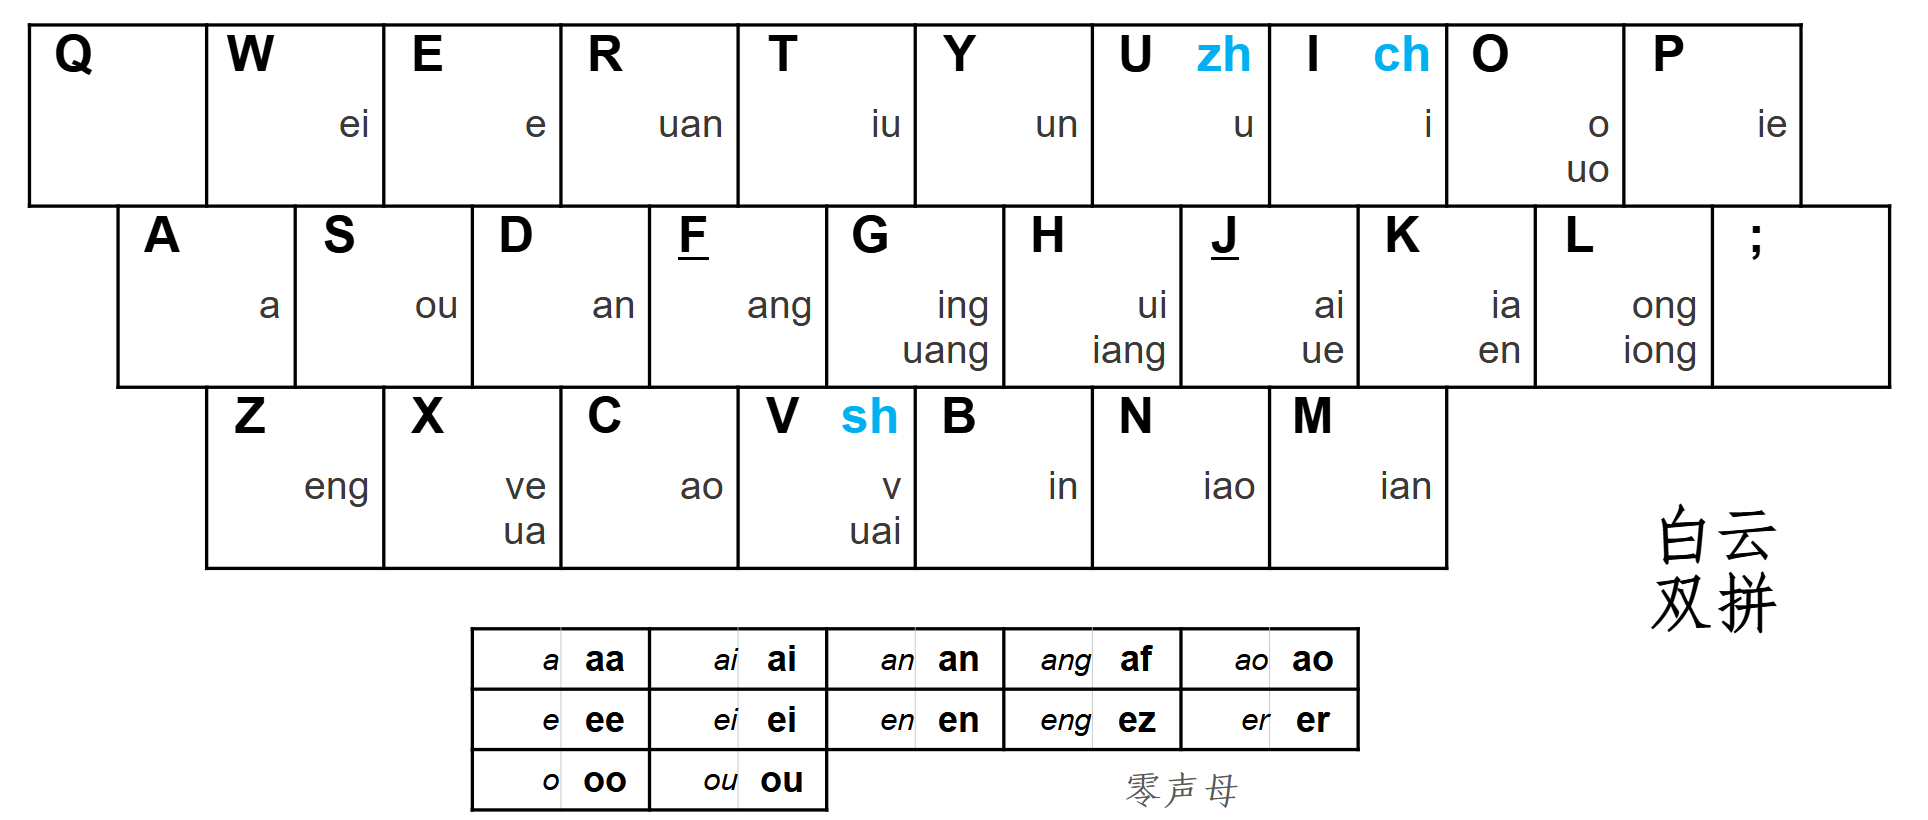 Q W E R T Y U zh I ch O P
ei e uan iu un u i o ie
uo
A S D F G H J K L ;
a ou an ang ing ui ai ia ong
uang iang ue en iong
Z X C V sh B N M
eng ve ao v in iao ian
ua uai
白云
双拼
a aa ai ai an an ang af ao ao
e ee ei ei en en eng ez er er
o oo ou ou
零声母